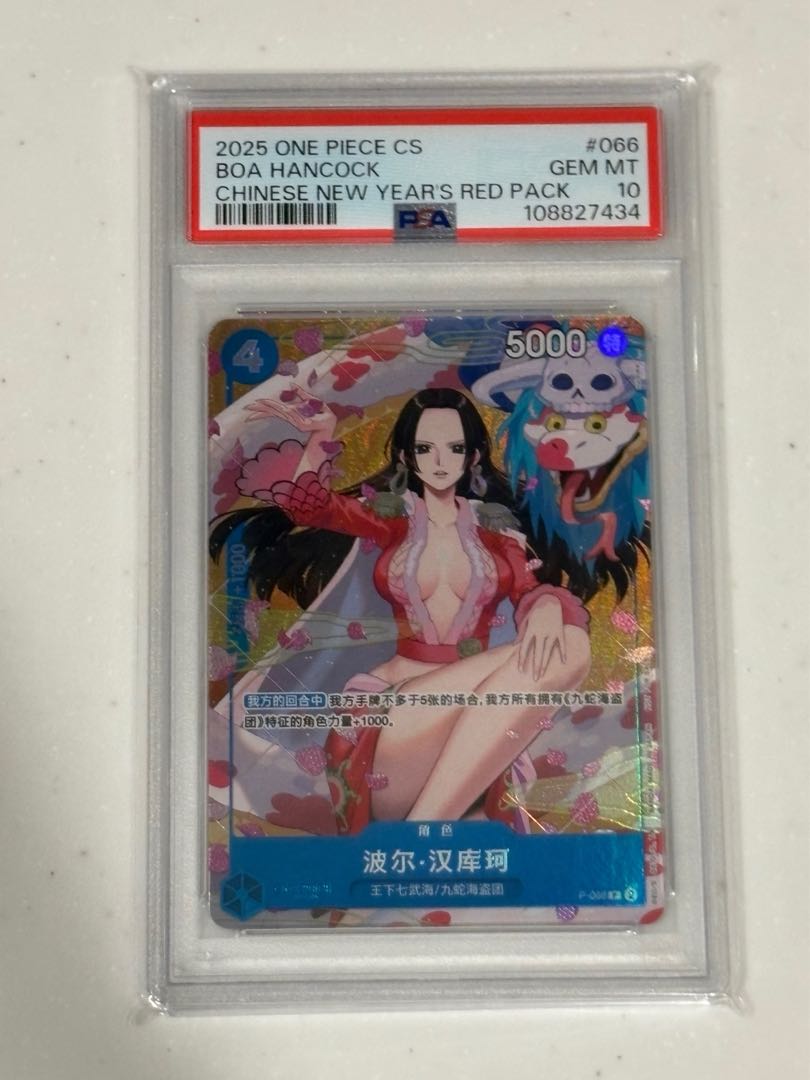 2025 ONE PIECE CS #066
BOA HANCOCK GEM MT
CHINESE NEW YEAR'S RED PACK 10
PSA 108827434
4 5000 特
+1000
我方的回合中 我方手牌不多于5张的场合,我方所有拥有《九蛇海盗
团》特征的角色力量+1000。
角色
波尔·汉库珂
王下七武海/九蛇海盗团
P-066 P